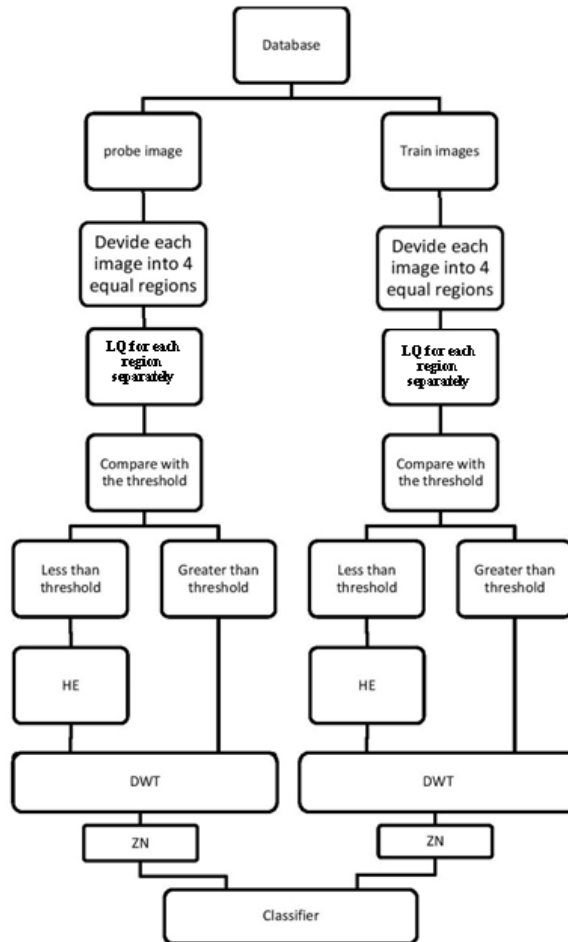 Database
probe image
Train images
Devide each
image into 4
equal regions
Devide each
image into 4
equal regions
LQ for each
region
separately
LQ for each
region
separately
Compare with
the threshold
Compare with
the threshold
Less than
threshold
Greater than
threshold
Less than
threshold
Greater than
threshold
HE
HE
DWT
DWT
ZN
ZN
Classifier